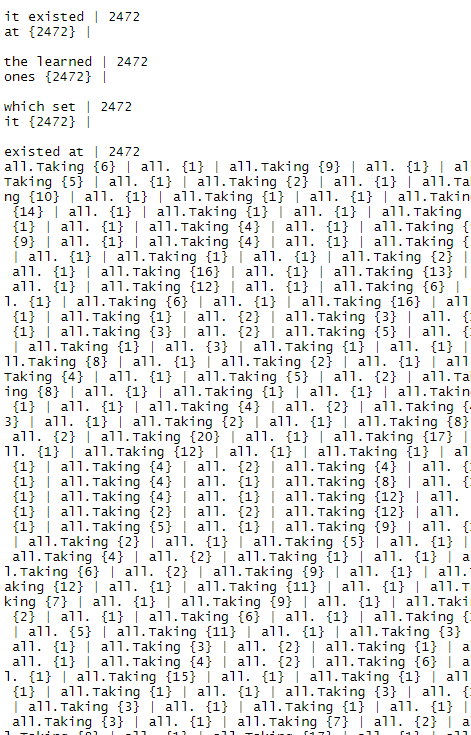 it existed | 2472
at {2472} |
the learned | 2472
ones {2472} |
which set | 2472
it {2472} |
existed at | 2472
all.Taking {6} | all. {1} | all.Taking {9} | all. {1} | al
Taking {5} | all. {1} | all.Taking {2} | all. {1} | all.Ta
ng {10} | all. {1} | all.Taking {1} | all. {1} | all.Takin
{14} | all. {1} | all.Taking {1} | all. {1} | all.Taking
{1} | all. {1} | all.Taking {4} | all. {1} | all.Taking {
{9} | all. {1} | all.Taking {4} | all. {1} | all.Taking {
| all. {1} | all.Taking {1} | all. {1} | all.Taking {2} |
all. {1} | all.Taking {16} | all. {1} | all.Taking {13} |
all. {1} | all.Taking {12} | all. {1} | all.Taking {6} |
l. {1} | all.Taking {6} | all. {1} | all.Taking {16} | all
{1} | all.Taking {1} | all. {2} | all.Taking {3} | all. {
{1} | all.Taking {3} | all. {2} | all.Taking {5} | all. {
| all.Taking {1} | all. {3} | all.Taking {1} | all. {1} |
ll.Taking {8} | all. {1} | all.Taking {2} | all. {1} | all
Taking {4} | all. {1} | all.Taking {5} | all. {2} | all.Ta
ing {8} | all. {1} | all.Taking {1} | all. {1} | all.Takin
{1} | all. {1} | all.Taking {4} | all. {2} | all.Taking {
3} | all. {1} | all.Taking {2} | all. {1} | all.Taking {8}
all. {2} | all.Taking {20} | all. {1} | all.Taking {17} |
ll. {1} | all.Taking {12} | all. {1} | all.Taking {1} | al
{1} | all.Taking {4} | all. {2} | all.Taking {4} | all. {
{1} | all.Taking {4} | all. {1} | all.Taking {8} | all. {
{1} | all.Taking {4} | all. {1} | all.Taking {12} | all.
{1} | all.Taking {2} | all. {2} | all.Taking {12} | all.
{1} | all.Taking {5} | all. {1} | all.Taking {9} | all. {
| all.Taking {2} | all. {1} | all.Taking {5} | all. {1} |
all.Taking {4} | all. {2} | all.Taking {1} | all. {1} | a
l.Taking {6} | all. {2} | all.Taking {9} | all. {1} | all.
aking {12} | all. {1} | all.Taking {11} | all. {1} | all.T
king {7} | all. {1} | all.Taking {9} | all. {1} | all.Taki
{2} | all. {1} | all.Taking {6} | all. {1} | all.Taking {
| all. {5} | all.Taking {11} | all. {1} | all.Taking {3}
all. {1} | all.Taking {3} | all. {2} | all.Taking {1} | a
all. {1} | all.Taking {4} | all. {2} | all.Taking {6} | al
l. {1} | all.Taking {15} | all. {1} | all.Taking {1} | all
{1} | all.Taking {1} | all. {1} | all.Taking {3} | all. {
| all.Taking {3} | all. {1} | all.Taking {1} | all. {1} |
all.Taking {3} | all. {1} | all.Taking {7} | all. {2} | a